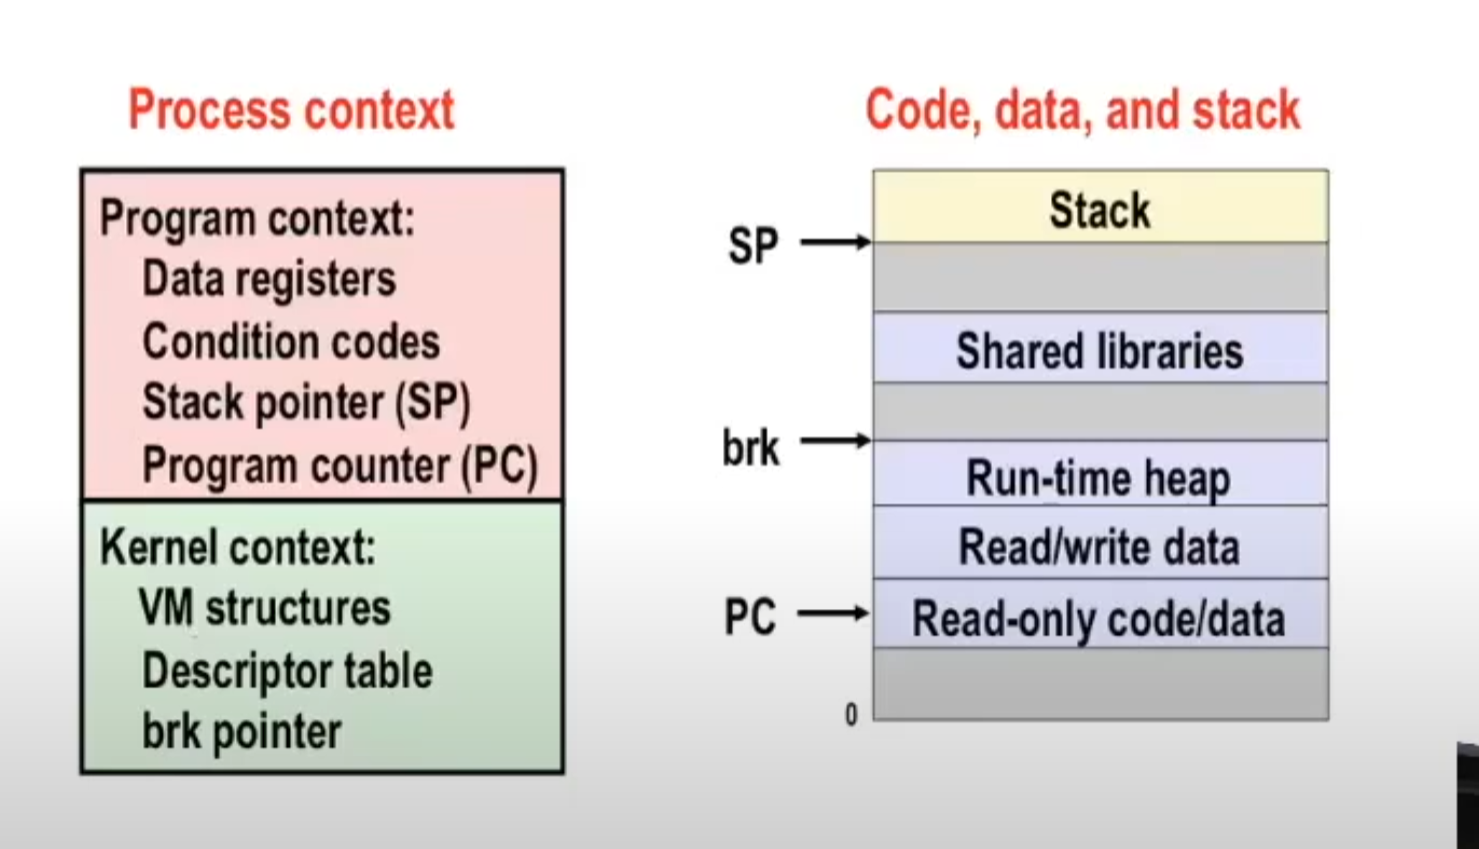 Process context
Program context:
Data registers
Condition codes
Stack pointer (SP)
Program counter (PC)
Kernel context:
VM structures
Descriptor table
brk pointer
Code, data, and stack
Stack
SP
Shared libraries
brk
Run-time heap
Read/write data
PC
Read-only code/data
0